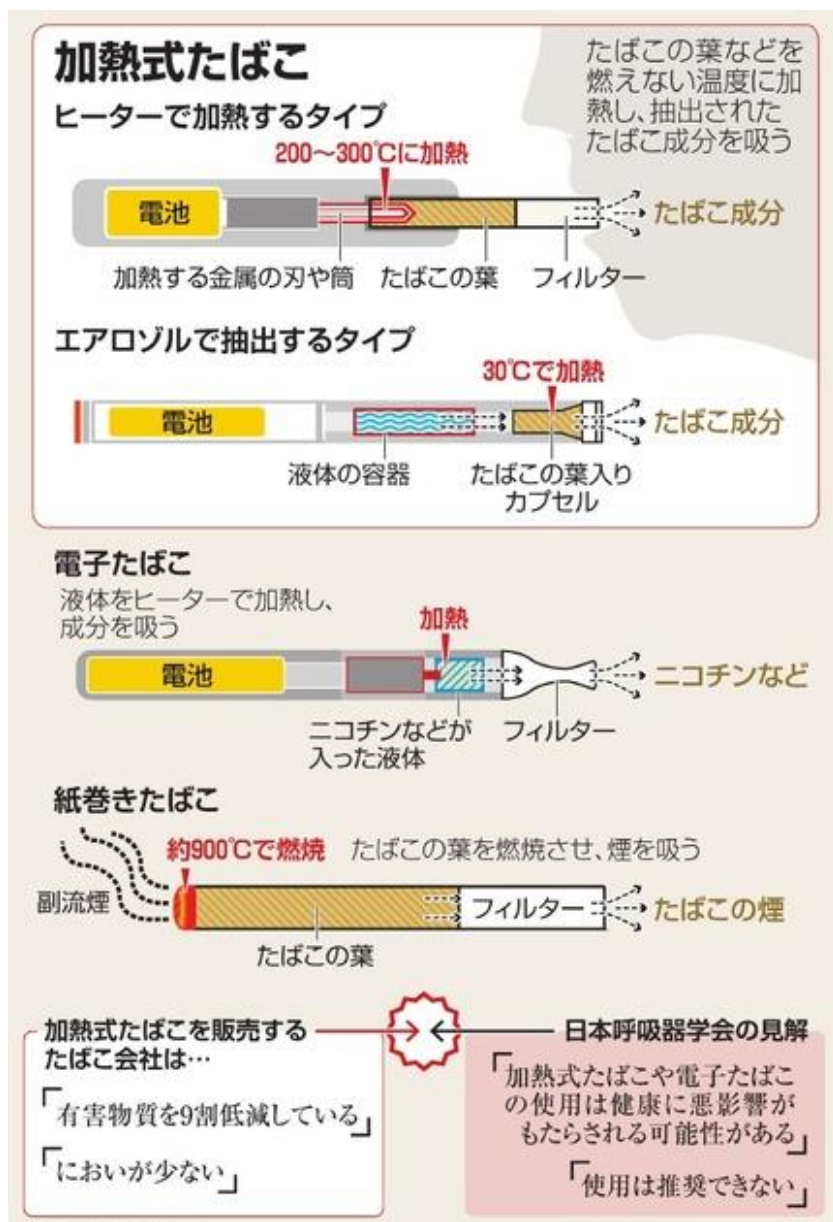 加熱式たばこ
ヒーターで加熱するタイプ
たばこの葉などを
燃えない温度に加
熱し、抽出された
たばこ成分を吸う
200〜300℃に加熱
電池
たばこ成分
加熱する金属の刃や筒
たばこの葉
フィルター
エアロゾルで抽出するタイプ
30℃で加熱
電池
たばこ成分
液体の容器
たばこの葉入り
カプセル
電子たばこ
液体をヒーターで加熱し、
成分を吸う
加熱
電池
ニコチンなど
ニコチンなどが
入った液体
フィルター
紙巻きたばこ
約900℃で燃焼
たばこの葉を燃焼させ、煙を吸う
副流煙
フィルター
たばこの煙
たばこの葉
加熱式たばこを販売する
たばこ会社は…
「有害物質を9割低減している」
「においが少ない」
日本呼吸器学会の見解
「加熱式たばこや電子たばこ
の使用は健康に悪影響が
もたらされる可能性がある」
「使用は推奨できない」